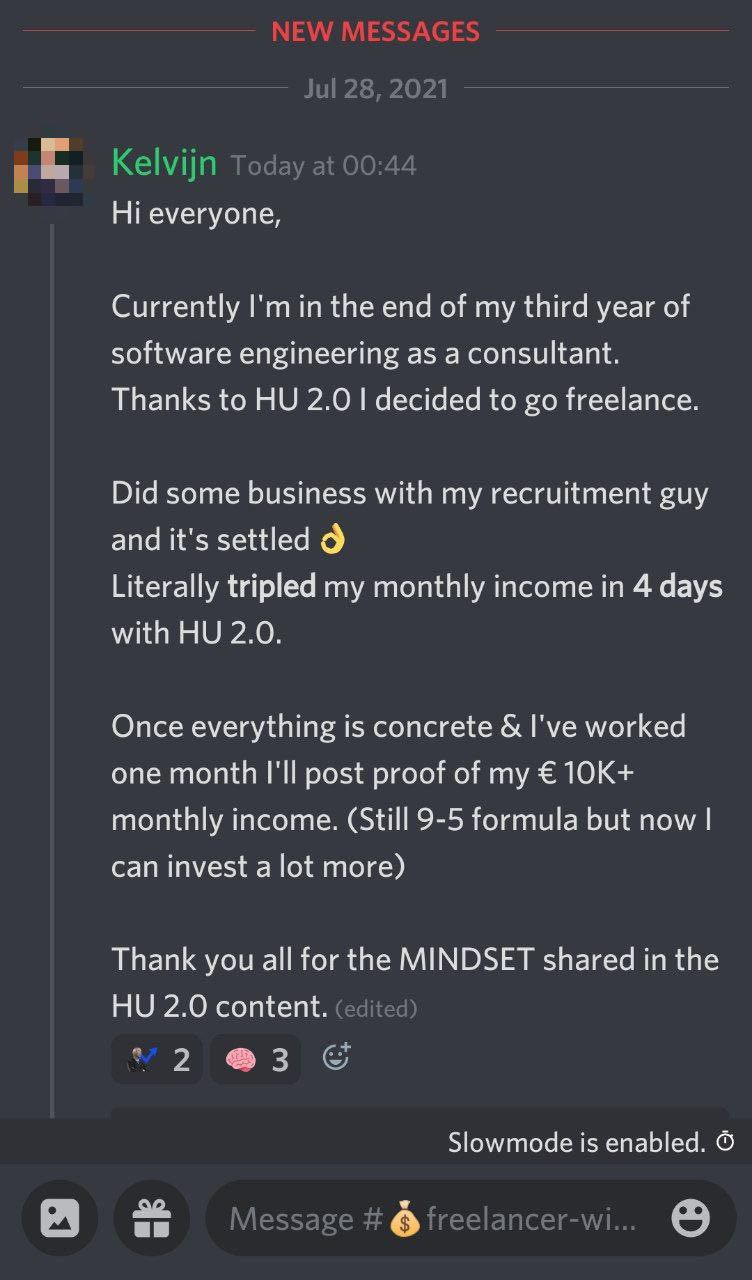 NEW MESSAGES
Jul 28, 2021
Kelvijn Today at 00:44
Hi everyone,
Currently I'm in the end of my third year of
software engineering as a consultant.
Thanks to HU 2.0 I decided to go freelance.
Did some business with my recruitment guy
and it's settled 👌
Literally tripled my monthly income in 4 days
with HU 2.0.
Once everything is concrete & I've worked
one month I'll post proof of my € 10K+
monthly income. (Still 9-5 formula but now I
can invest a lot more)
Thank you all for the MINDSET shared in the
HU 2.0 content. (edited)
2 🧠 3
Slowmode is enabled.
Message #💰freelancer-wi...